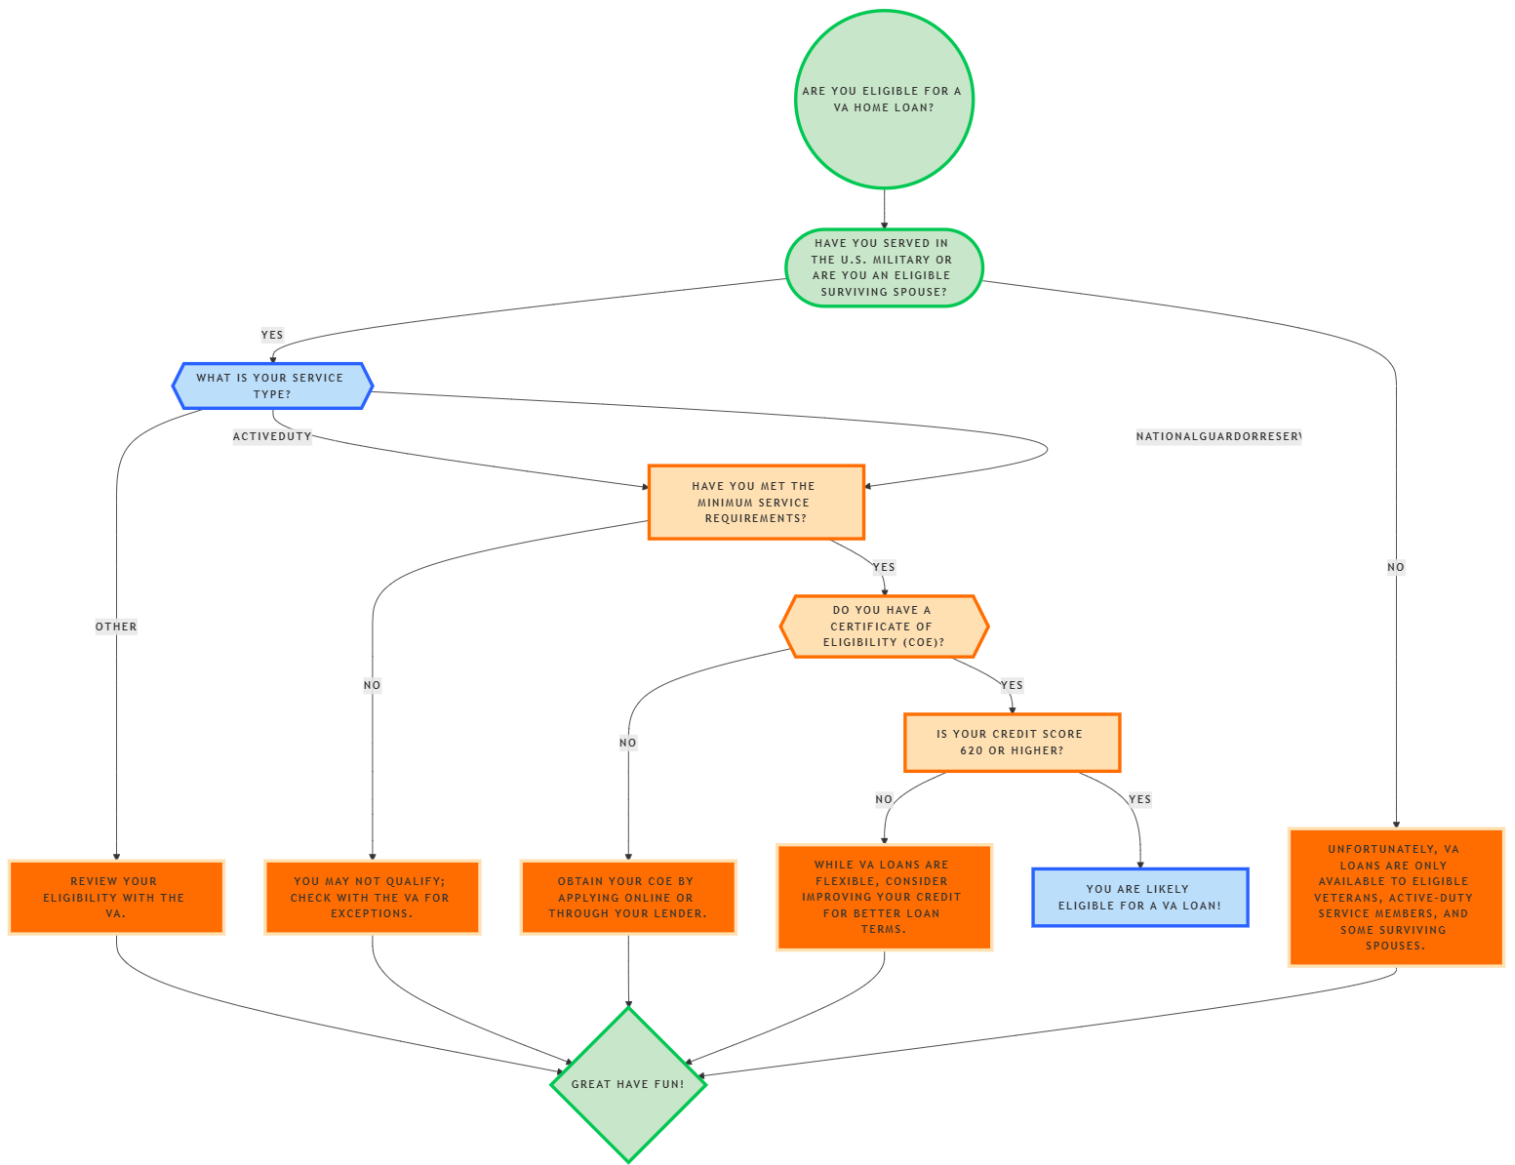 ARE YOU ELIGIBLE FOR A
VA HOME LOAN?
HAVE YOU SERVED IN
THE U.S. MILITARY OR
ARE YOU AN ELIGIBLE
SURVIVING SPOUSE?
YES
WHAT IS YOUR SERVICE
TYPE?
ACTIVEDUTY
NATIONALGUARDORRESERV
HAVE YOU MET THE
MINIMUM SERVICE
REQUIREMENTS?
YES
NO
DO YOU HAVE A
CERTIFICATE OF
ELIGIBILITY (COE)?
OTHER
NO
YES
NO
IS YOUR CREDIT SCORE
620 OR HIGHER?
NO
YES
REVIEW YOUR
ELIGIBILITY WITH THE
VA.
YOU MAY NOT QUALIFY;
CHECK WITH THE VA FOR
EXCEPTIONS.
OBTAIN YOUR COE BY
APPLYING ONLINE OR
THROUGH YOUR LENDER.
WHILE VA LOANS ARE
FLEXIBLE, CONSIDER
IMPROVING YOUR CREDIT
FOR BETTER LOAN
TERMS.
YOU ARE LIKELY
ELIGIBLE FOR A VA LOAN!
UNFORTUNATELY, VA
LOANS ARE ONLY
AVAILABLE TO ELIGIBLE
VETERANS, ACTIVE-DUTY
SERVICE MEMBERS, AND
SOME SURVIVING
SPOUSES.
GREAT HAVE FUN!